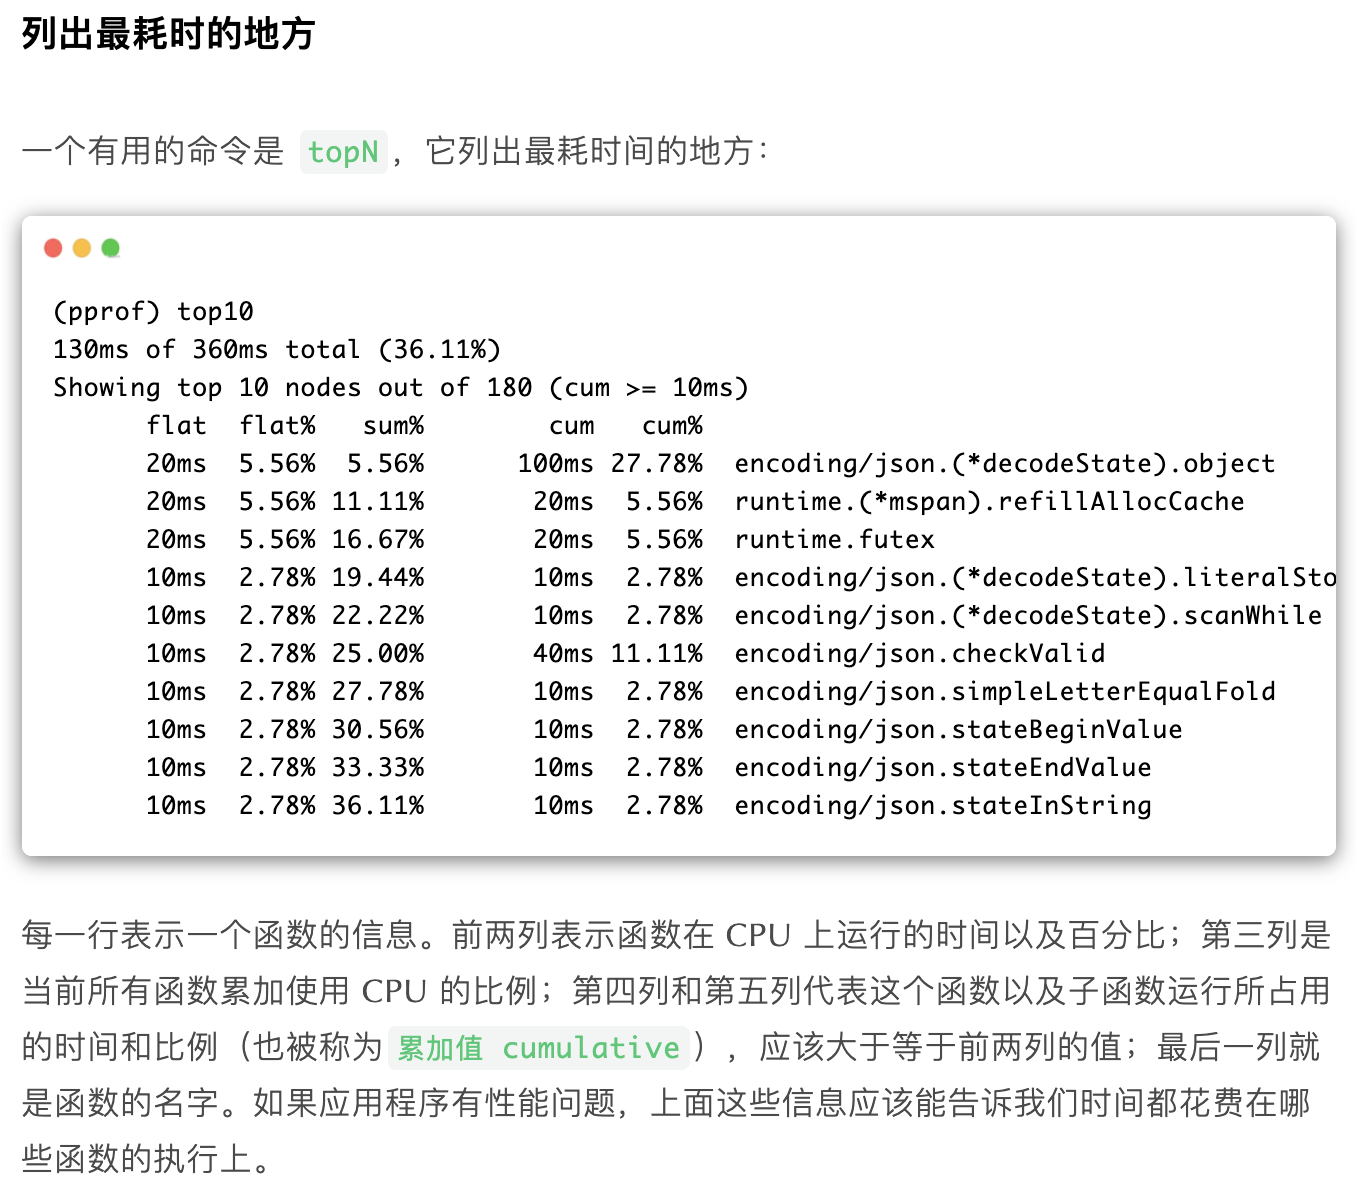 列出最耗时的地方
一个有用的命令是 topN，它列出最耗时间的地方：
(pprof) top10
130ms of 360ms total (36.11%)
Showing top 10 nodes out of 180 (cum >= 10ms)
flat  flat%   sum%        cum   cum%
20ms  5.56%  5.56%      100ms 27.78%  encoding/json.(*decodeState).object
20ms  5.56% 11.11%       20ms  5.56%  runtime.(*mspan).refillAllocCache
20ms  5.56% 16.67%       20ms  5.56%  runtime.futex
10ms  2.78% 19.44%       10ms  2.78%  encoding/json.(*decodeState).literalSto
10ms  2.78% 22.22%       10ms  2.78%  encoding/json.(*decodeState).scanWhile
10ms  2.78% 25.00%       40ms 11.11%  encoding/json.checkValid
10ms  2.78% 27.78%       10ms  2.78%  encoding/json.simpleLetterEqualFold
10ms  2.78% 30.56%       10ms  2.78%  encoding/json.stateBeginValue
10ms  2.78% 33.33%       10ms  2.78%  encoding/json.stateEndValue
10ms  2.78% 36.11%       10ms  2.78%  encoding/json.stateInString
每一行表示一个函数的信息。前两列表示函数在 CPU 上运行的时间以及百分比；第三列是
当前所有函数累加使用 CPU 的比例；第四列和第五列代表这个函数以及子函数运行所占用
的时间和比例（也被称为 累加值 cumulative），应该大于等于前两列的值；最后一列就
是函数的名字。如果应用程序有性能问题，上面这些信息应该能告诉我们时间都花费在哪
些函数的执行上。